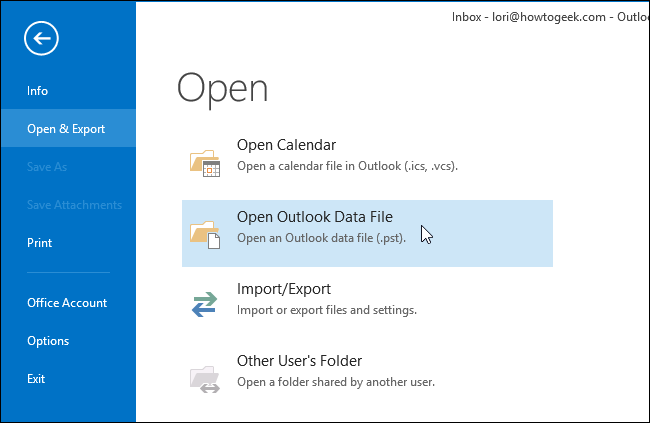 Inbox - lori@howtogeek.com - Outlo
Info
Open & Export
Save As
Save Attachments
Print
Office Account
Options
Exit
Open
Open Calendar
Open a calendar file in Outlook (.ics, .vcs).
Open Outlook Data File
Open an Outlook data file (.pst).
Import/Export
Import or export files and settings.
Other User's Folder
Open a folder shared by another user.